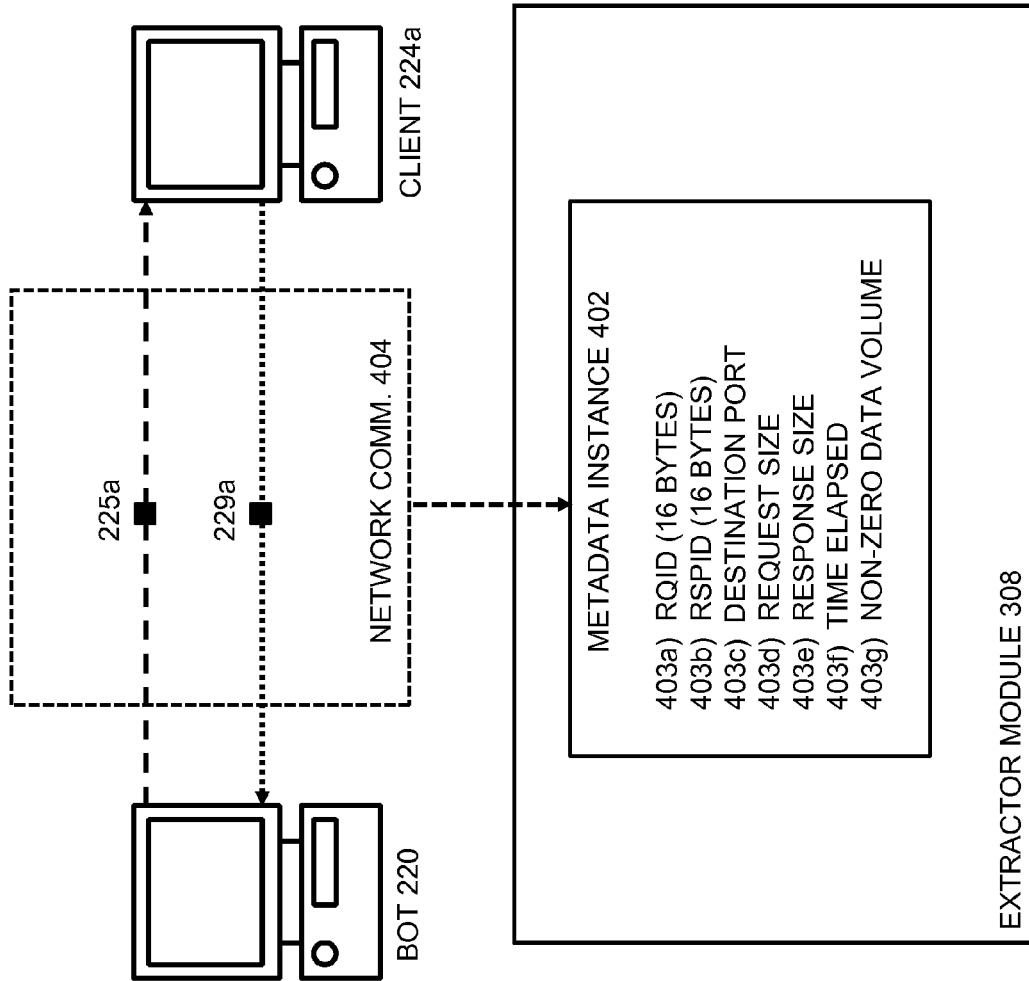 BOT 220
225a
229a
NETWORK COMM. 404
CLIENT 224a
METADATA INSTANCE 402
403a) RQID (16 BYTES)
403b) RSPID (16 BYTES)
403c) DESTINATION PORT
403d) REQUEST SIZE
403e) RESPONSE SIZE
403f) TIME ELAPSED
403g) NON-ZERO DATA VOLUME
EXTRACTOR MODULE 308